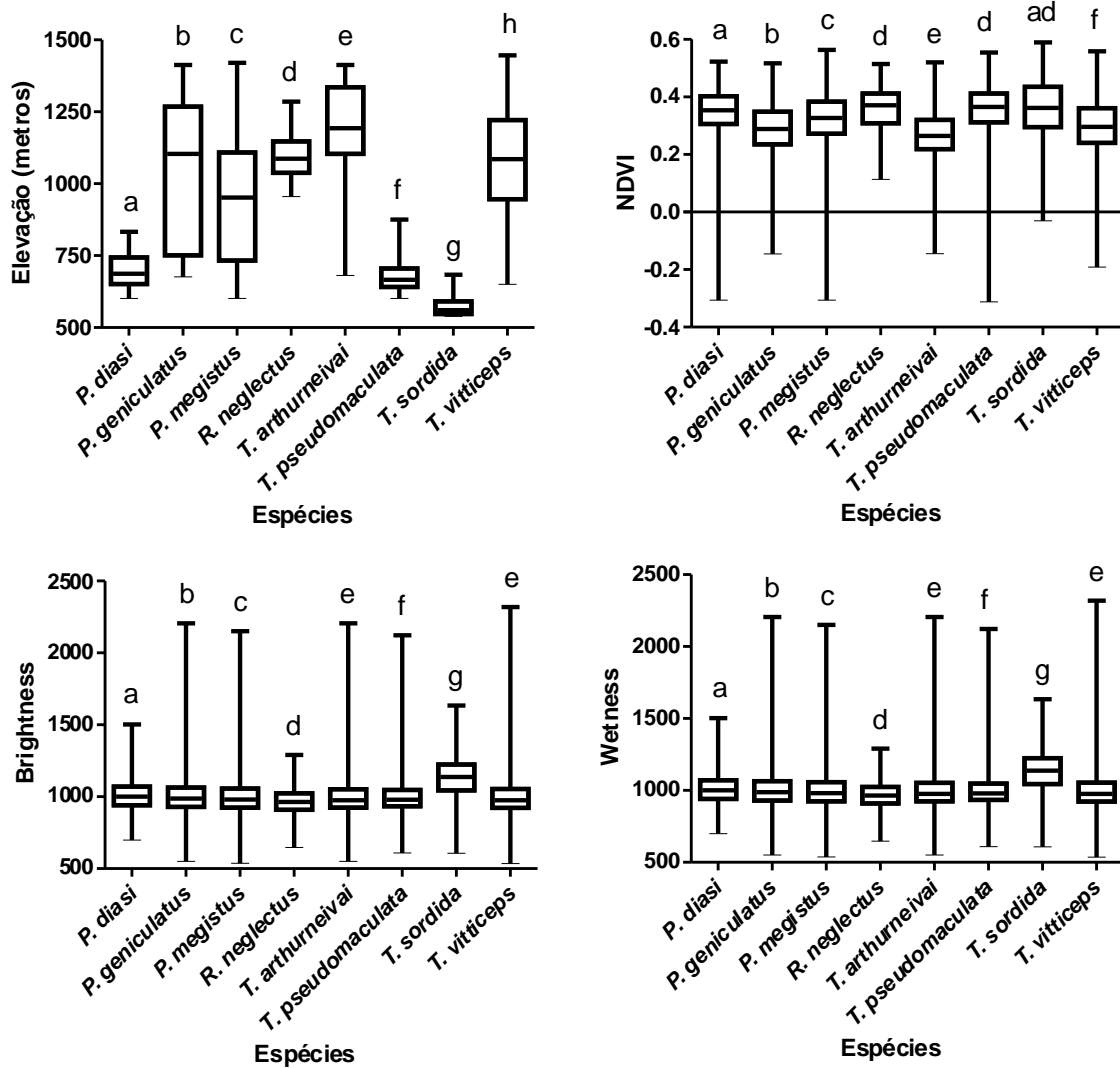 1500
1250
1000
750
500
Elevação (metros)
a
b
c
d
e
f
g
h
P. diasi
P. geniculatus
P. megistus
R. neglectus
T. arthurneivai
T. pseudomaculata
T. sordida
T. vitticeps
Espécies
0.6
0.4
0.2
0.0
-0.2
-0.4
NDVI
a
b
c
d
e
d
ad
f
P. diasi
P. geniculatus
P. megistus
R. neglectus
T. arthurneivai
T. pseudomaculata
T. sordida
T. vitticeps
Espécies
2500
2000
1500
1000
500
Brightness
a
b
c
d
e
f
g
e
P. diasi
P. geniculatus
P. megistus
R. neglectus
T. arthurneivai
T. pseudomaculata
T. sordida
T. vitticeps
Espécies
2500
2000
1500
1000
500
Wetness
a
b
c
d
e
f
g
e
P. diasi
P. geniculatus
P. megistus
R. neglectus
T. arthurneivai
T. pseudomaculata
T. sordida
T. vitticeps
Espécies